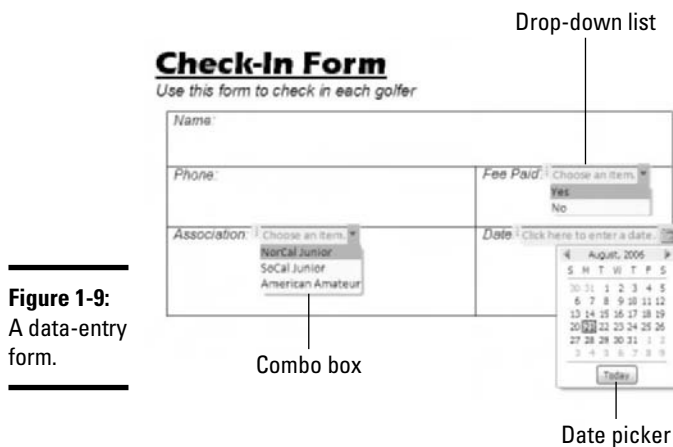 Drop-down list
Check-In Form
Use this form to check in each golfer
Name:
Phone:
Fee Paid: Choose an item.
Yes
No
Association: Choose an item.
NorCal Junior
SoCal Junior
American Amateur
Date: Click here to enter a date.
August, 2006
S M T W T F S
30 31 1 2 3 4 5
6 7 8 9 10 11 12
13 14 15 16 17 18 19
20 21 22 23 24 25 26
27 28 29 30 31 1 2
3 4 5 6 7 8 9
Today
Figure 1-9:
A data-entry
form.
Combo box
Date picker